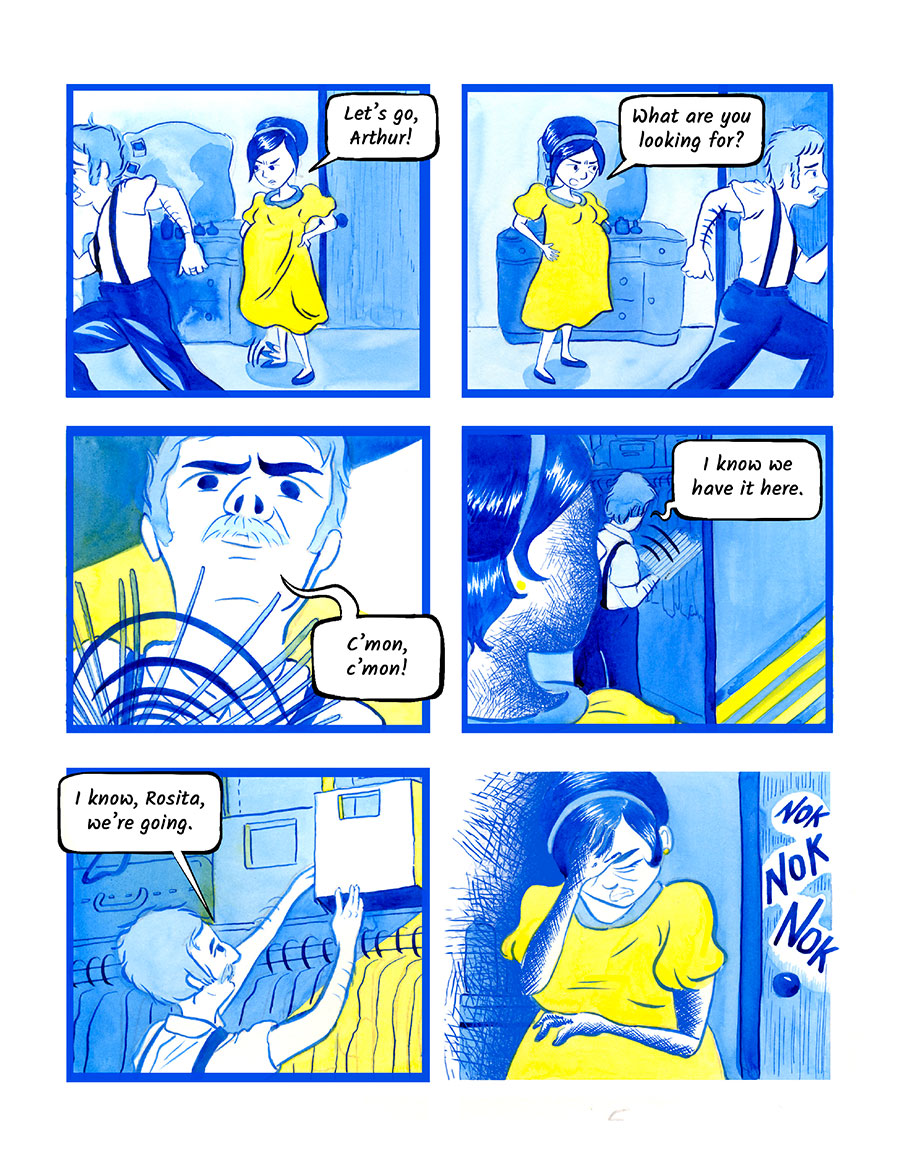 Let's go,
Arthur!
What are you
looking for?
C'mon,
c'mon!
I know we
have it here.
I know, Rosita,
we're going.
NOK
NOK
NOK